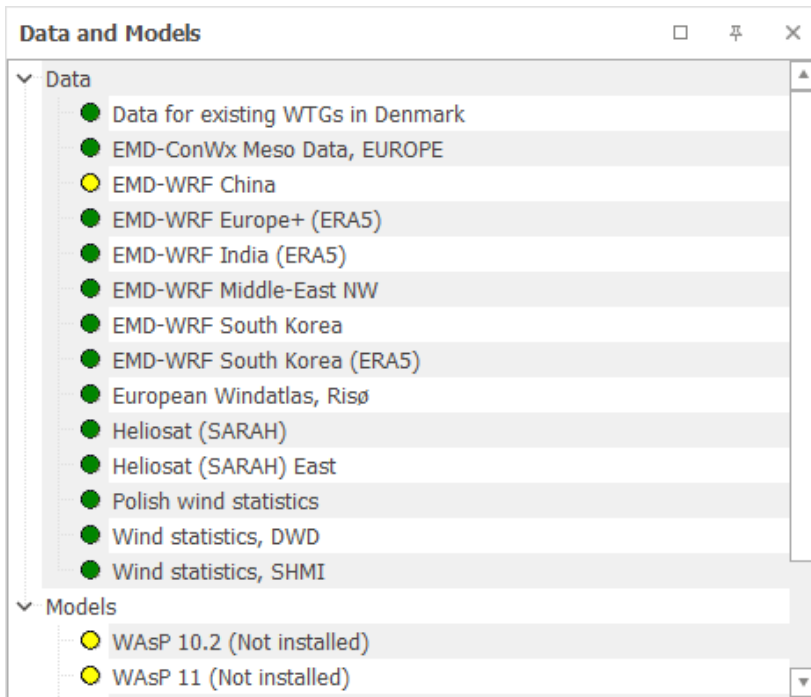 Data and Models
Data
Data for existing WTGs in Denmark
EMD-ConWx Meso Data, EUROPE
EMD-WRF China
EMD-WRF Europe+ (ERA5)
EMD-WRF India (ERA5)
EMD-WRF Middle-East NW
EMD-WRF South Korea
EMD-WRF South Korea (ERA5)
European Windatlas, Risø
Heliosat (SARAH)
Heliosat (SARAH) East
Polish wind statistics
Wind statistics, DWD
Wind statistics, SHMI
Models
WAsP 10.2 (Not installed)
WAsP 11 (Not installed)